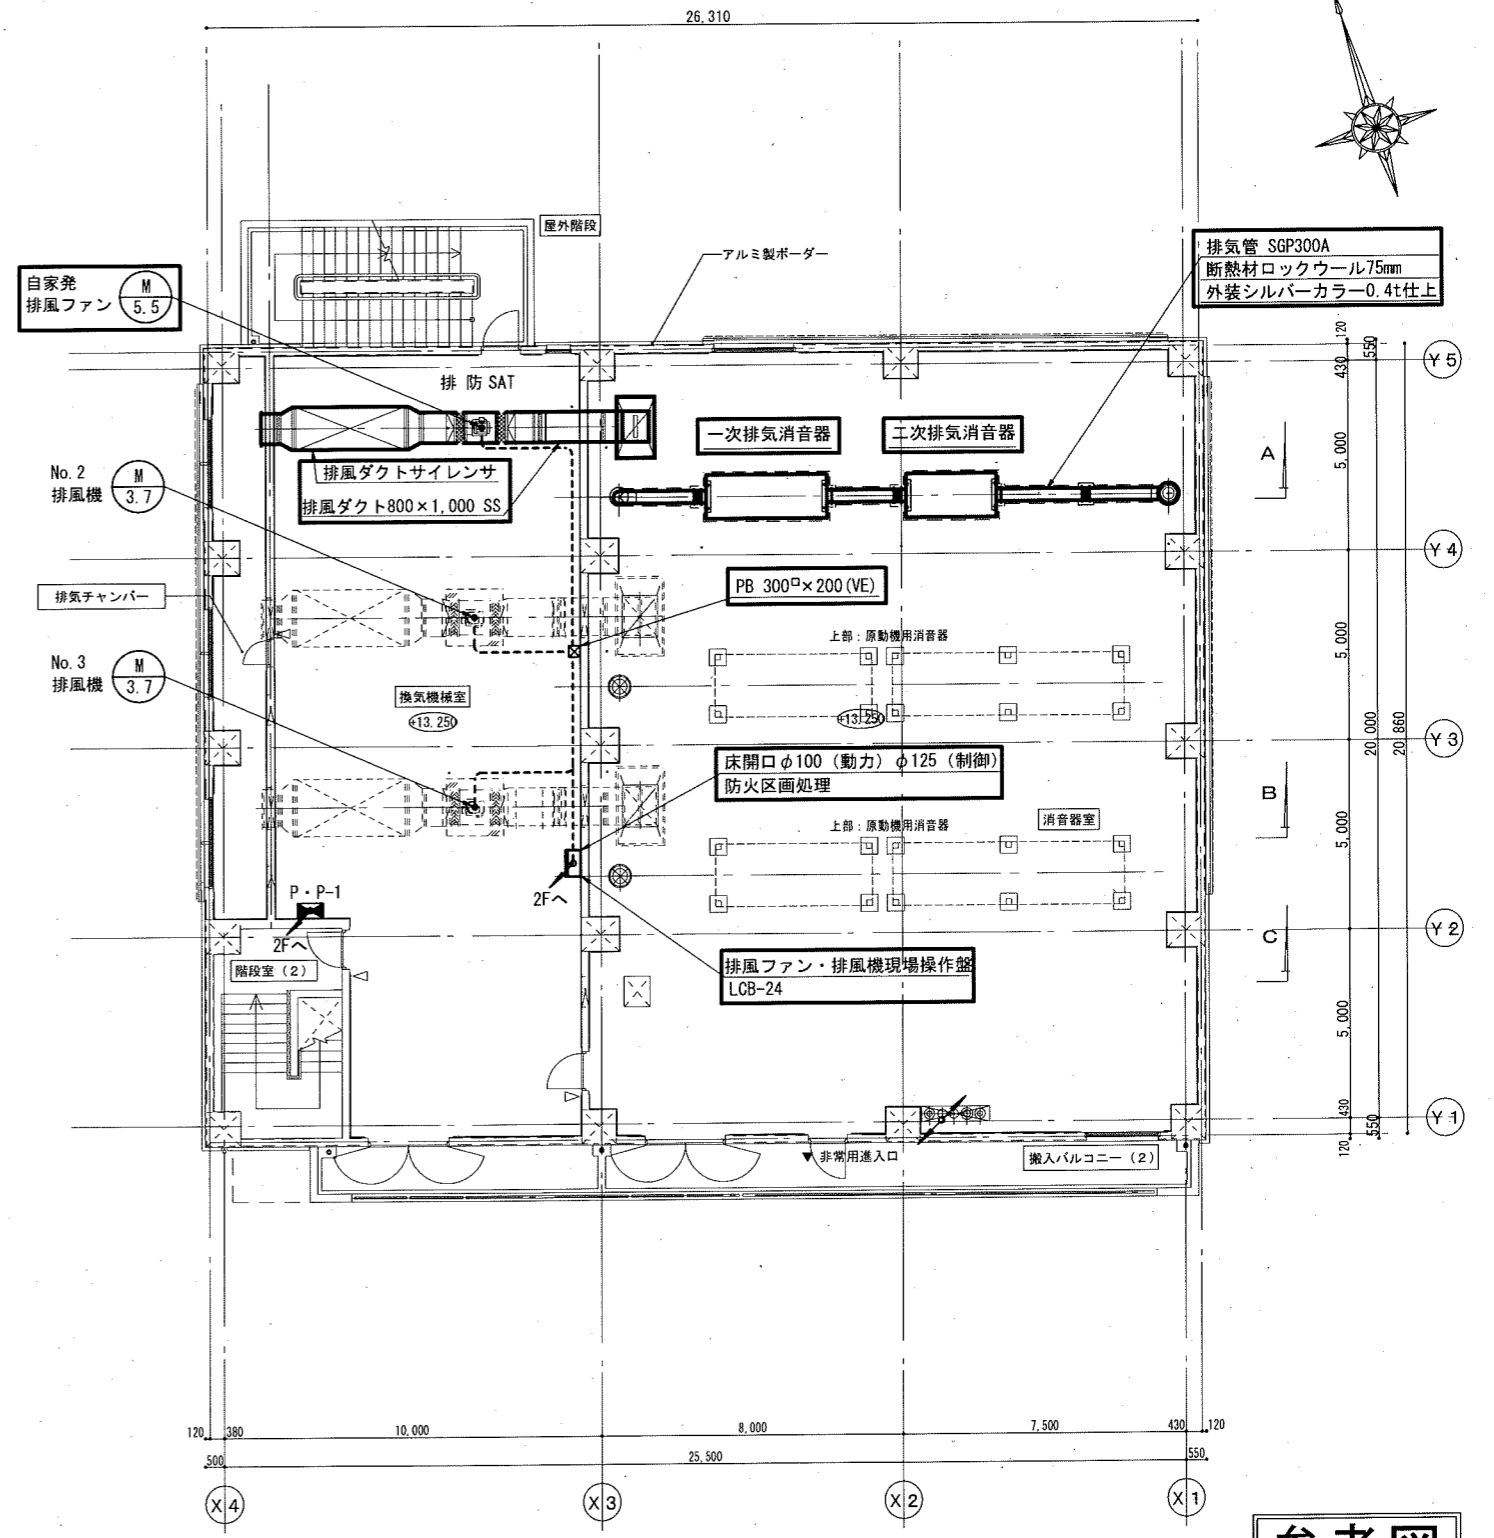 26,310
屋外階段
アルミ製ボーダー
排気管 SGP300A
断熱材ロックウール75mm
外装シルバーカラー0.4t仕上
自家発
排風ファン
M
5.5
排 防 SAT
一次排気消音器
二次排気消音器
排風ダクトサイレンサ
排風ダクト800×1,000 SS
No.2
排風機
M
3.7
排気チャンバー
PB 300□×200(VE)
上部：原動機用消音器
No.3
排風機
M
3.7
換気機械室
+13.250
+13.250
床開口φ100（動力）φ125（制御）
防火区画処理
上部：原動機用消音器
消音器室
P・P-1
2Fへ
2Fへ
階段室（2）
排風ファン・排風機現場操作盤
LCB-24
非常用進入口
搬入バルコニー（2）
A
B
C
120
550
430
5,000
5,000
5,000
5,000
20,000
20,860
430
550
120
Y5
Y4
Y3
Y2
Y1
120
380
10,000
8,000
7,500
430
120
500
25,500
550
X4
X3
X2
X1
参考図